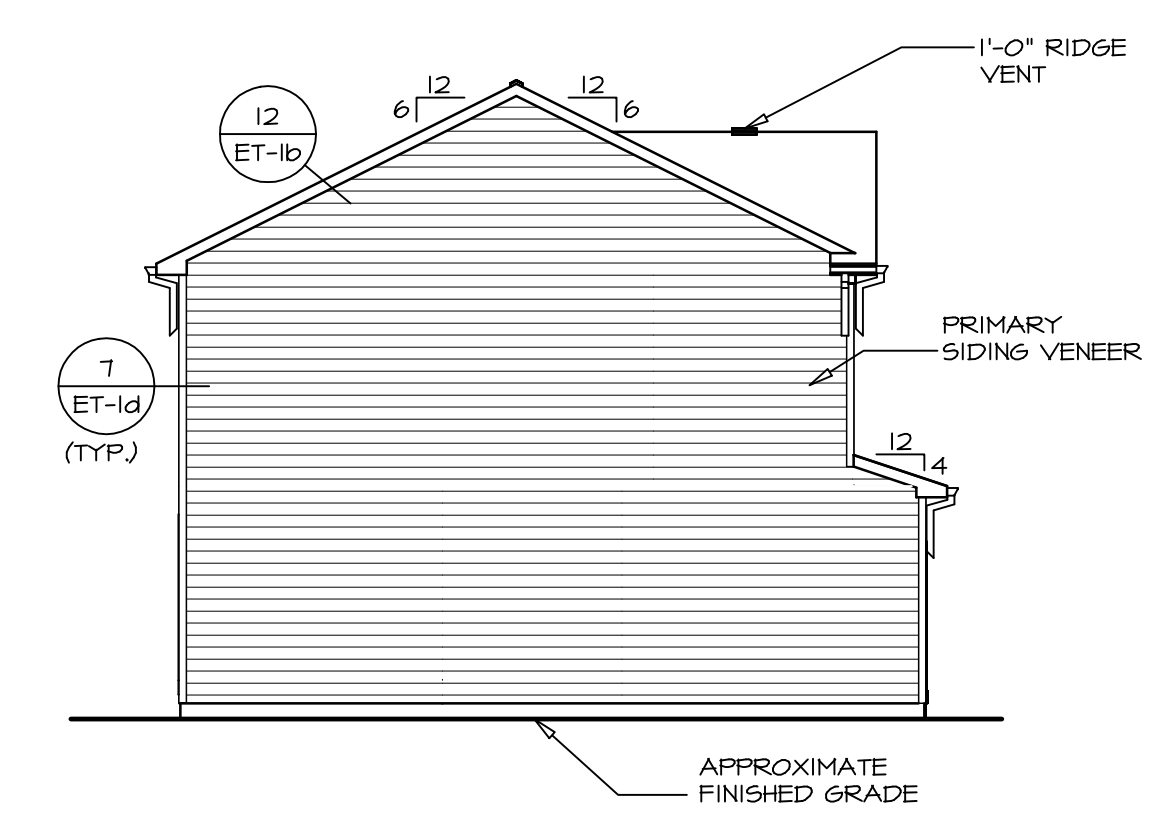 1'-0" RIDGE
VENT
12
6
12
6
12
ET-1b
PRIMARY
SIDING VENEER
7
ET-1d
(TYP.)
12
4
APPROXIMATE
FINISHED GRADE